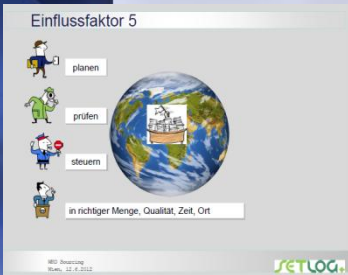 Einflussfaktor 5
planen
prüfen
steuern
in richtiger Menge, Qualität, Zeit, Ort
Wien, 12.6.2012
SETLOG